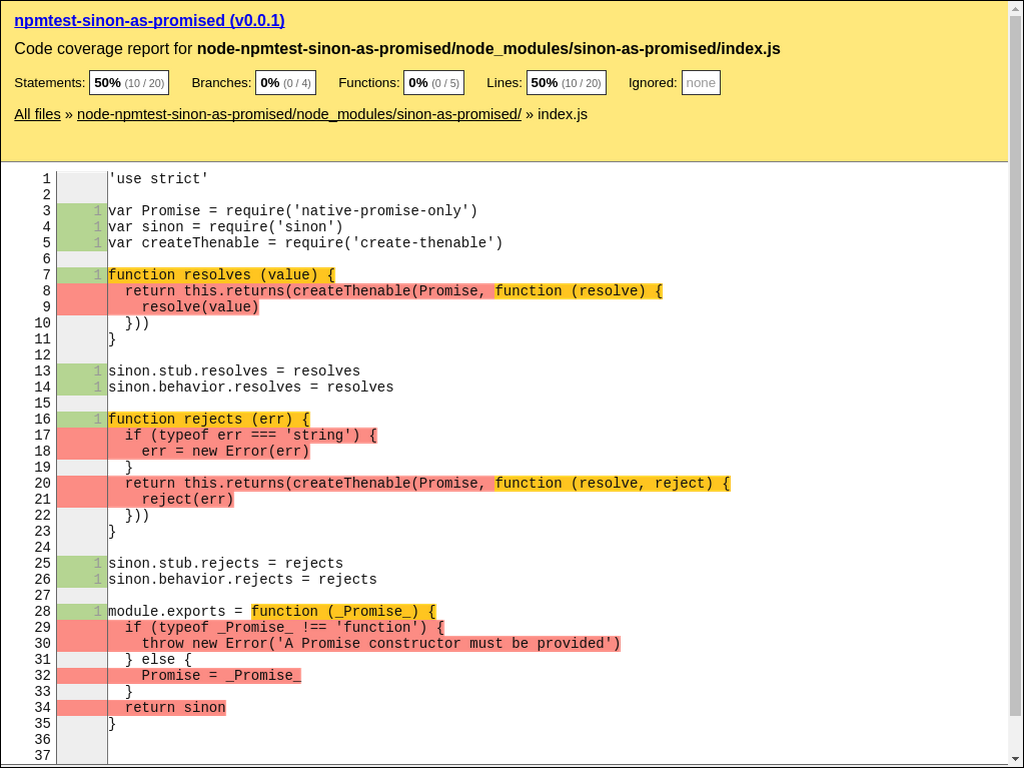 npmtest-sinon-as-promised (v0.0.1)
Code coverage report for node-npmtest-sinon-as-promised/node_modules/sinon-as-promised/index.js
Statements: 50% (10 / 20) Branches: 0% (0 / 4) Functions: 0% (0 / 5) Lines: 50% (10 / 20) Ignored: none
All files » node-npmtest-sinon-as-promised/node_modules/sinon-as-promised/ » index.js
1 'use strict'
2
3 1 var Promise = require('native-promise-only')
4 1 var sinon = require('sinon')
5 1 var createThenable = require('create-thenable')
6
7 1 function resolves (value) {
8   return this.returns(createThenable(Promise, function (resolve) {
9     resolve(value)
10   }))
11 }
12
13 1 sinon.stub.resolves = resolves
14 1 sinon.behavior.resolves = resolves
15
16 1 function rejects (err) {
17   if (typeof err === 'string') {
18     err = new Error(err)
19   }
20   return this.returns(createThenable(Promise, function (resolve, reject) {
21     reject(err)
22   }))
23 }
24
25 1 sinon.stub.rejects = rejects
26 1 sinon.behavior.rejects = rejects
27
28 1 module.exports = function (_Promise_) {
29   if (typeof _Promise_ !== 'function') {
30     throw new Error('A Promise constructor must be provided')
31   } else {
32     Promise = _Promise_
33   }
34   return sinon
35 }
36
37